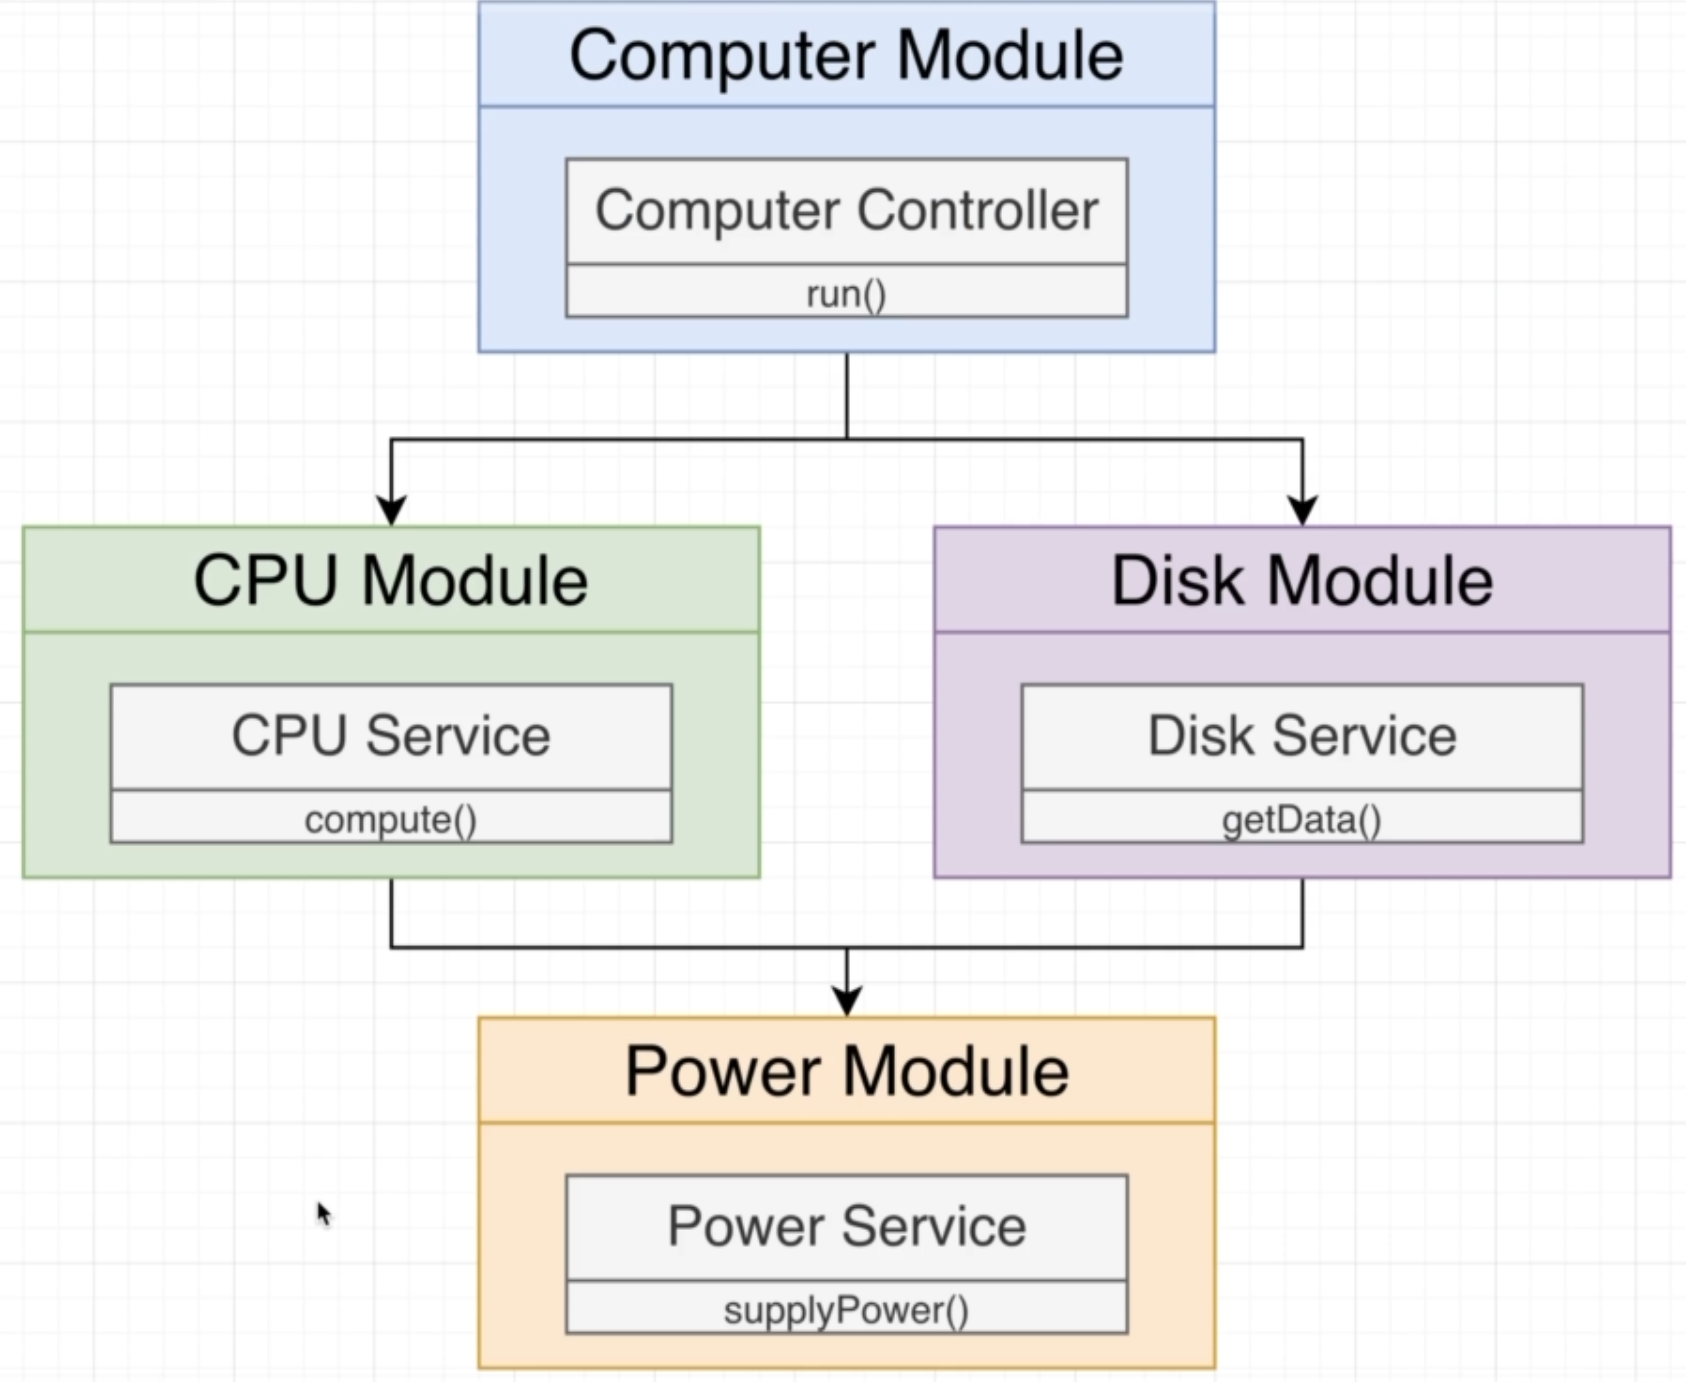 Computer Module
Computer Controller
run()
CPU Module
CPU Service
compute()
Disk Module
Disk Service
getData()
Power Module
Power Service
supplyPower()